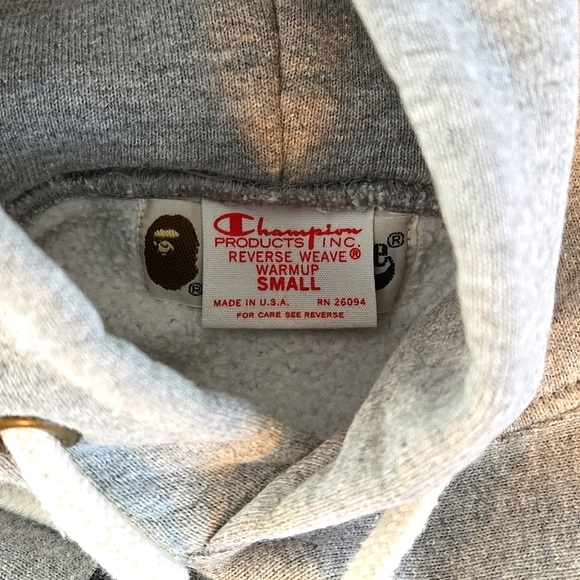 Champion
PRODUCTS INC.
REVERSE WEAVE®
WARMUP
SMALL
MADE IN U.S.A. RN 26094
FOR CARE SEE REVERSE
®
e®